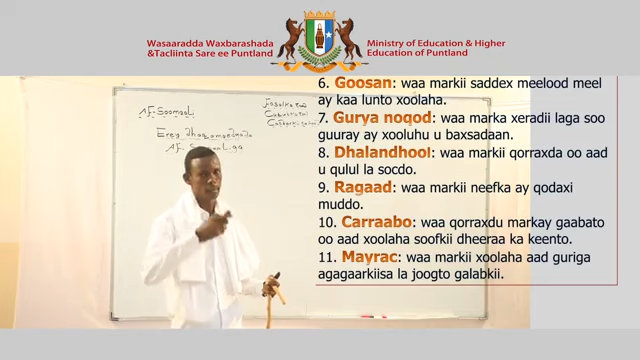 Wasaaradda Waxbarashada
&Tacliinta Sare ee Puntland
Ministry of Education & Higher
Education of Puntland
6. Goosan: waa markii saddex meelood meel
ay kaa lunto xoolaha.
7. Gurya noqod: waa marka xeradii laga soo
guuray ay xooluhu u baxsadaan.
8. Dhalandhool: waa markii qorraxda oo aad
u qulul la socdo.
9. Ragaad: waa markii neefka ay qodaxi
muddo.
10. Carraabo: waa qorraxdu markay gaabato
oo aad xoolaha soofkii dheeraa ka keento.
11. Mayrac: waa markii xoolaha aad guriga
agagaarkiisa la joogto galabkii.
AF-Soomaali
Erey dhaqameedada